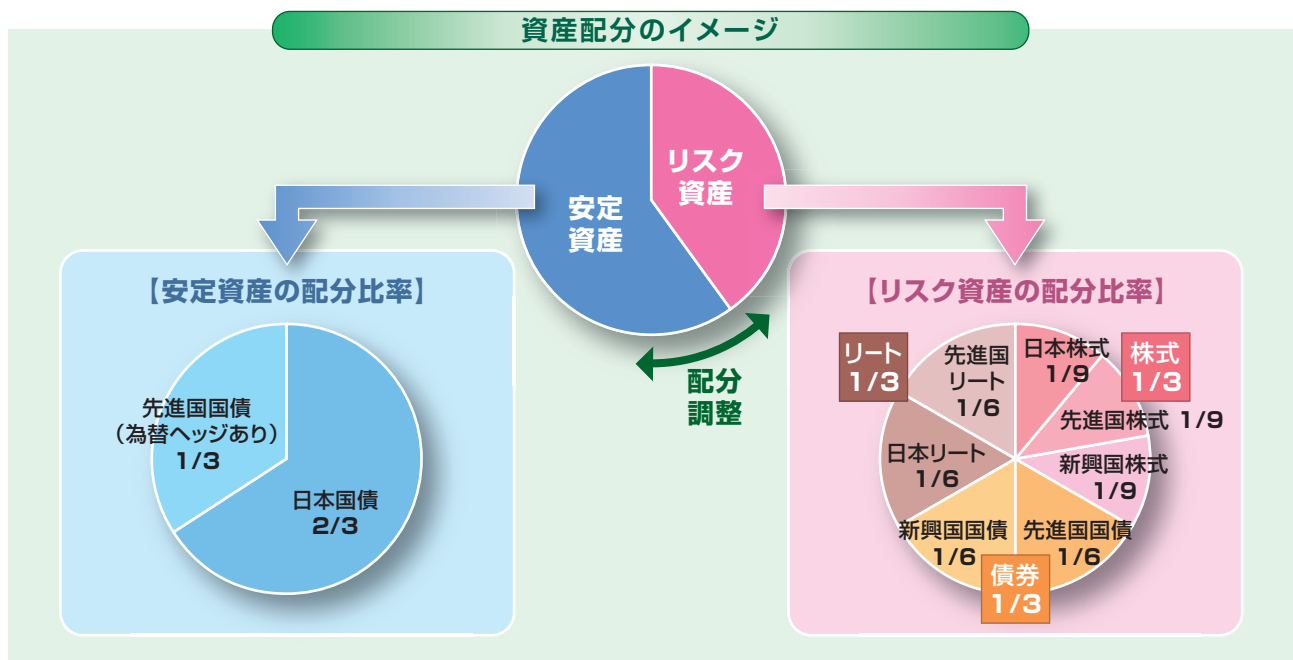 資産配分のイメージ
リスク
資産
安定
資産
配分
調整
【安定資産の配分比率】
先進国国債
（為替ヘッジあり）
1/3
日本国債
2/3
【リスク資産の配分比率】
リート
1/3
先進国
リート
1/6
日本株式
1/9
株式
1/3
先進国株式 1/9
日本リート
1/6
新興国株式
1/9
新興国国債
1/6
先進国国債
1/6
債券
1/3